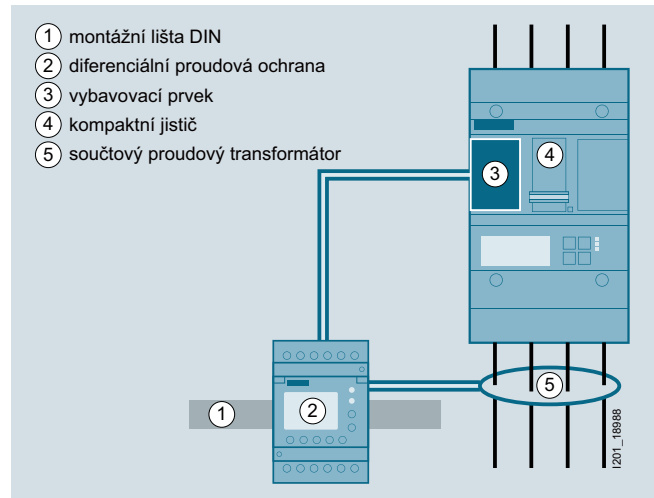 1 montážní lišta DIN
2 diferenciální proudová ochrana
3 vybavovací prvek
4 kompaktní jistič
5 součtový proudový transformátor
3
4
5
1
2
I201_18988